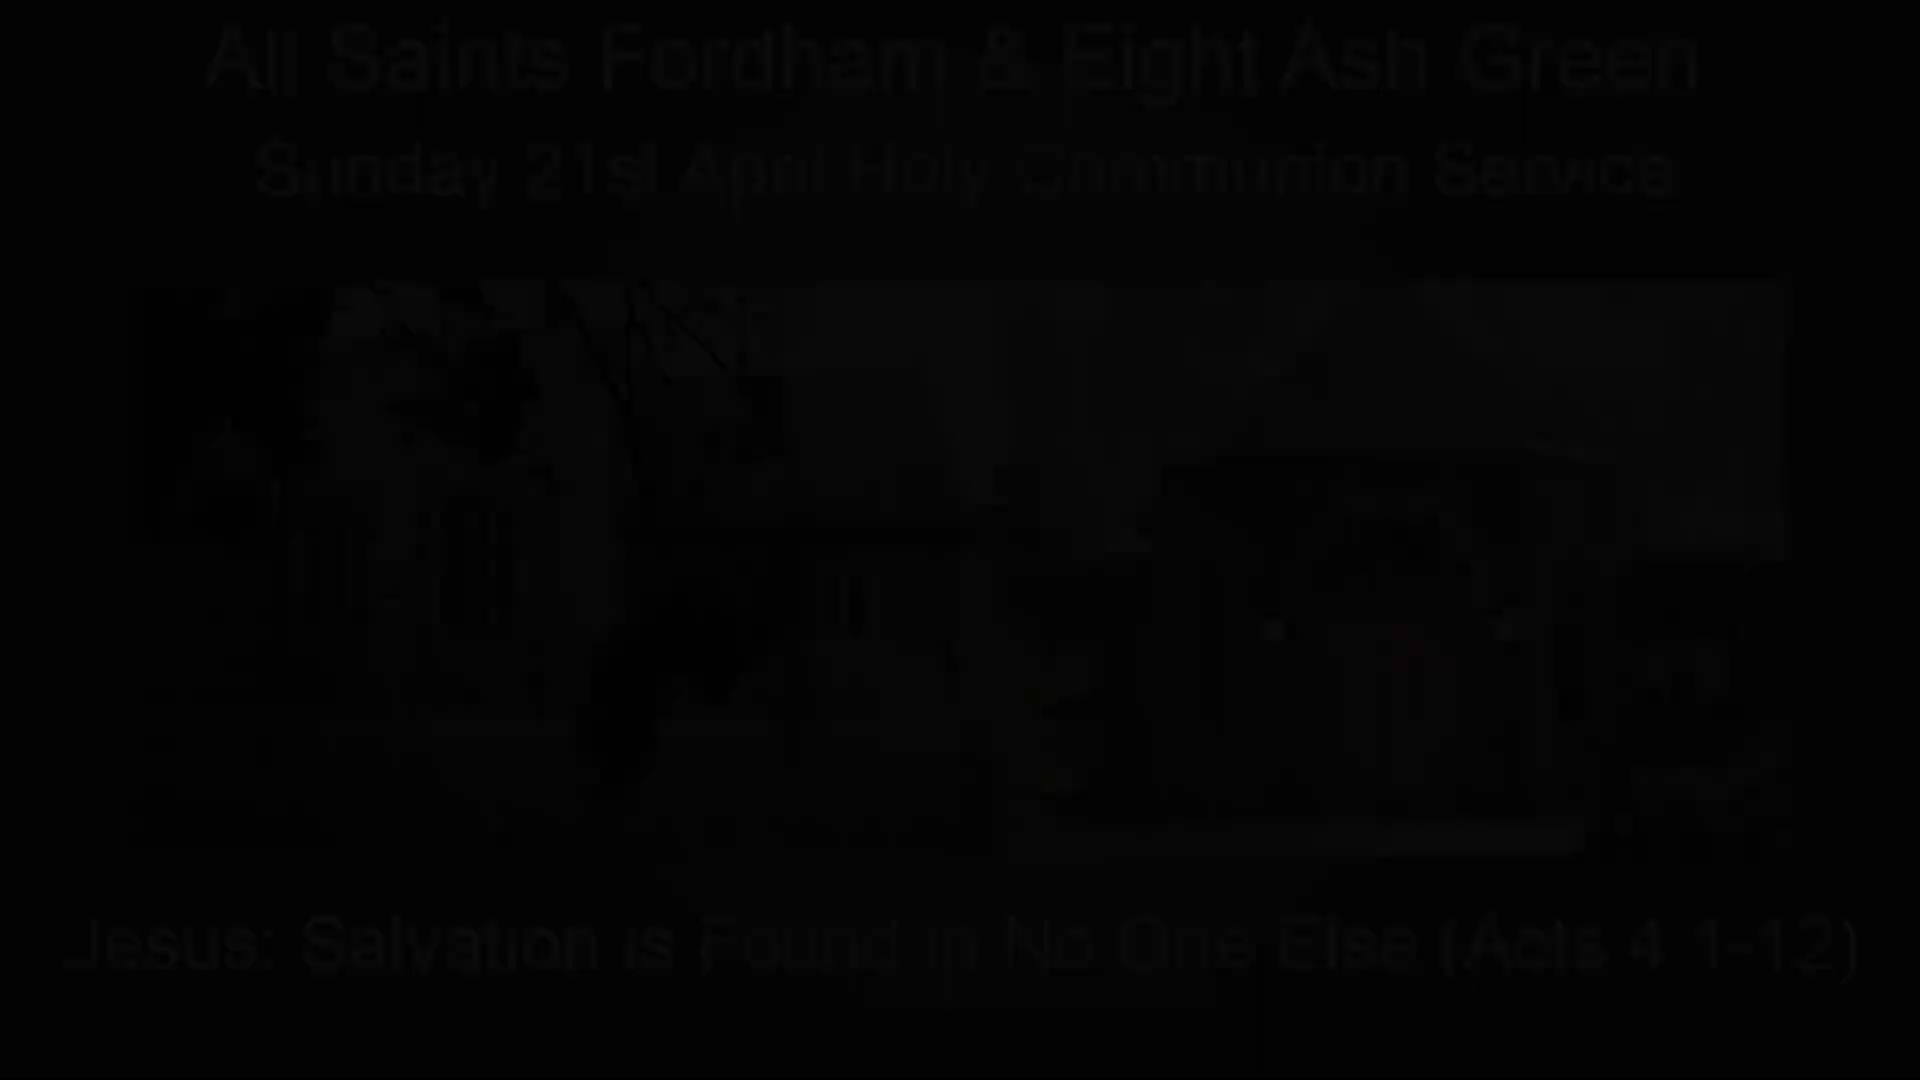 All Saints Fordham & Eight Ash Green
Sunday 21st April Holy Communion Service
Jesus: Salvation is Found in No One Else (Acts 4 1-12)